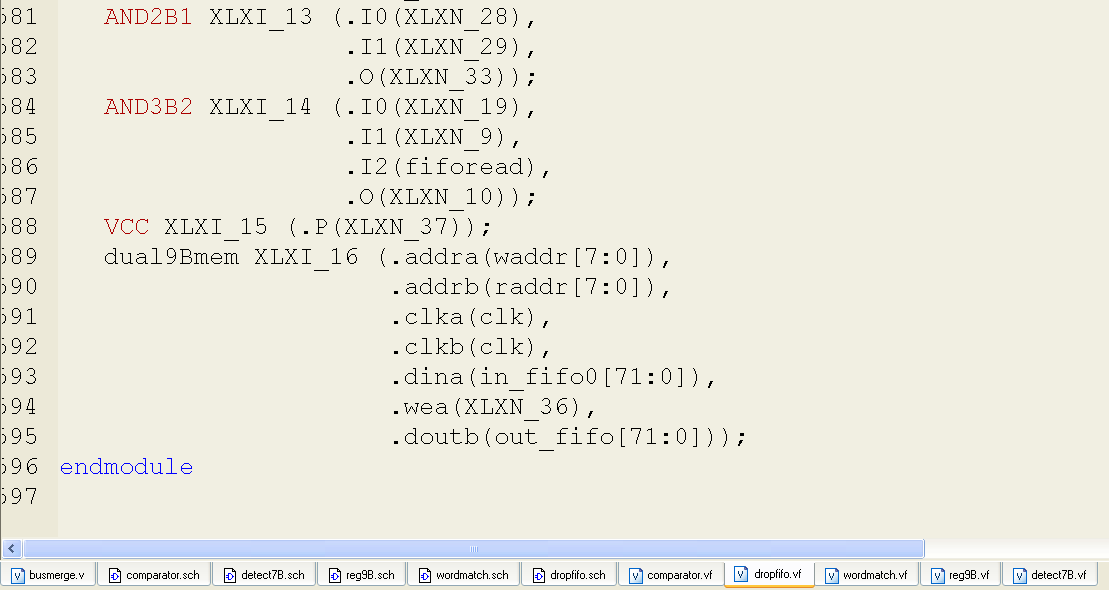 681 AND2B1 XLXI_13 (.I0(XLXN_28),
682 .I1(XLXN_29),
683 .O(XLXN_33));
684 AND3B2 XLXI_14 (.I0(XLXN_19),
685 .I1(XLXN_9),
686 .I2(fiforead),
687 .O(XLXN_10));
688 VCC XLXI_15 (.P(XLXN_37));
689 dual9Bmem XLXI_16 (.addra(waddr[7:0]),
690 .addrb(raddr[7:0]),
691 .clka(clk),
692 .clkb(clk),
693 .dina(in_fifo0[71:0]),
694 .wea(XLXN_36),
695 .doutb(out_fifo[71:0]));
696 endmodule
697
busmerge.v comparator.sch detect7B.sch reg9B.sch wordmatch.sch dropfifo.sch comparator.vf dropfifo.vf wordmatch.vf reg9B.vf detect7B.vf